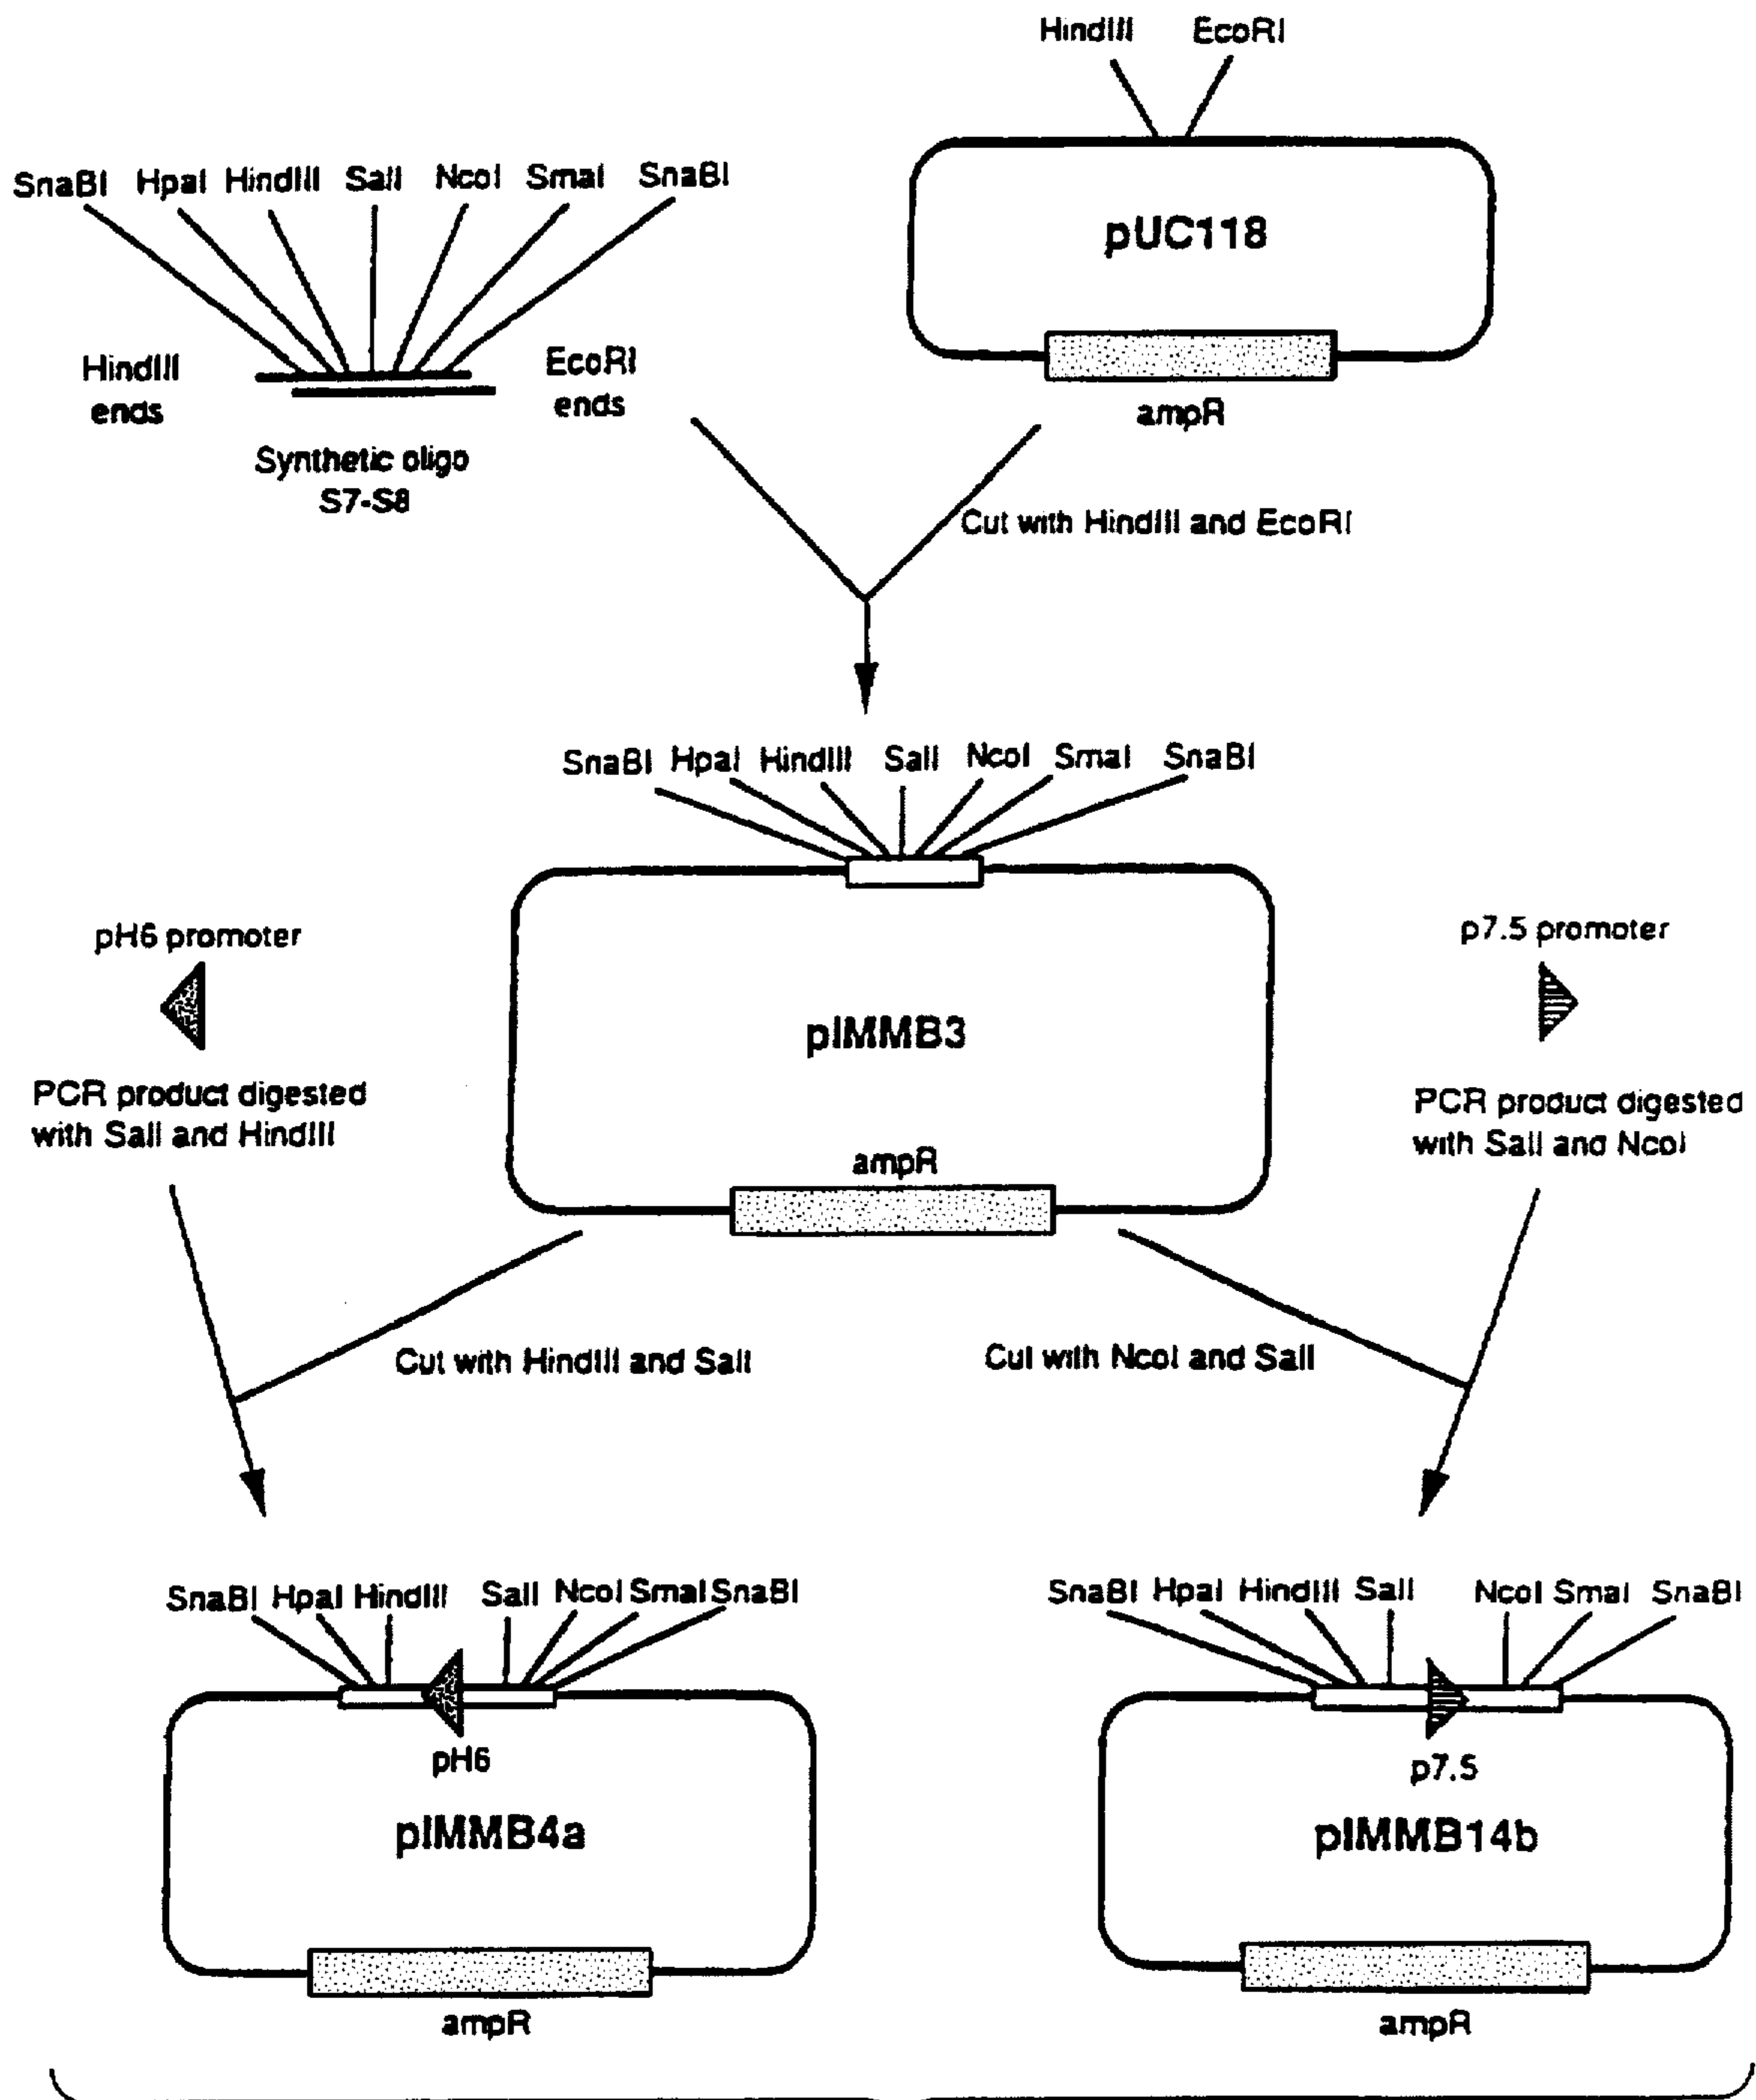 HindIII EcoRI
SnaBI HpaI HindIII SalI NcoI SmaI SnaBI
pUC118
HindIII
ends
EcoRI
ends
ampR
Synthetic oligo
S7-S8
Cut with HindIII and EcoRI
SnaBI HpaI HindIII SalI NcoI SmaI SnaBI
pH6 promoter
p7.5 promoter
pIMMB3
PCR product digested
with SalI and HindIII
PCR product digested
with SalI and NcoI
ampR
Cut with HindIII and SalI
Cut with NcoI and SalI
SnaBI HpaI HindIII SalI NcoI SmaI SnaBI
SnaBI HpaI HindIII SalI NcoI SmaI SnaBI
pH6
p7.5
pIMMB4a
pIMMB14b
ampR
ampR